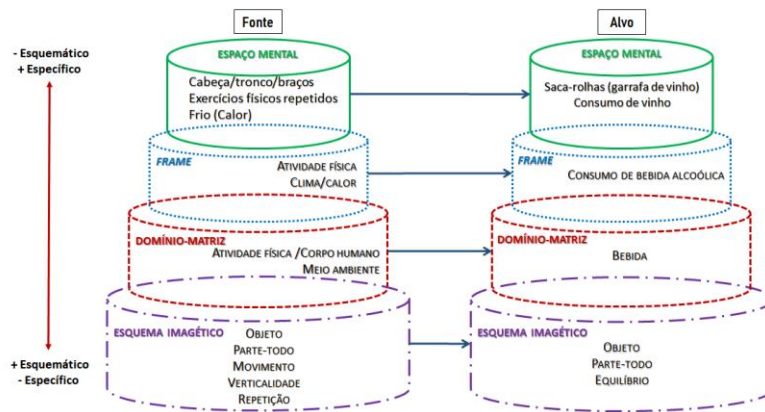 Fonte
Alvo
- Esquemático
+ Específico
ESPAÇO MENTAL
Cabeça/tronco/braços
Exercícios físicos repetidos
Frio (Calor)
ESPAÇO MENTAL
Saca-rolhas (garrafa de vinho)
Consumo de vinho
FRAME
ATIVIDADE FÍSICA
CLIMA/CALOR
FRAME
CONSUMO DE BEBIDA ALCOÓLICA
DOMÍNIO-MATRIZ
ATIVIDADE FÍSICA /CORPO HUMANO
MEIO AMBIENTE
DOMÍNIO-MATRIZ
BEBIDA
ESQUEMA IMAGÉTICO
OBJETO
PARTE-TODO
MOVIMENTO
VERTICALIDADE
REPETIÇÃO
ESQUEMA IMAGÉTICO
OBJETO
PARTE-TODO
EQUILÍBRIO
+ Esquemático
- Específico